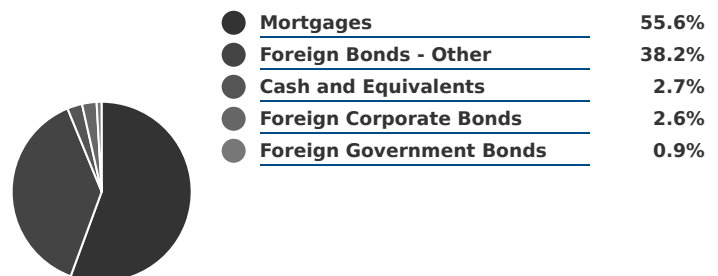 Mortgages 55.6%
Foreign Bonds - Other 38.2%
Cash and Equivalents 2.7%
Foreign Corporate Bonds 2.6%
Foreign Government Bonds 0.9%